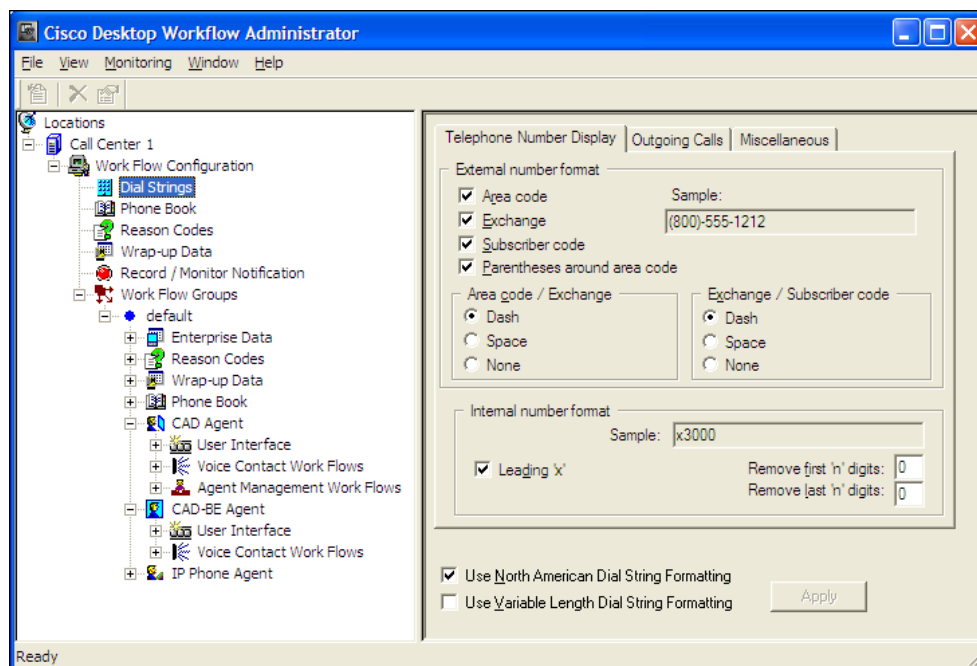 Cisco Desktop Workflow Administrator
File View Monitoring Window Help
Locations
Call Center 1
Work Flow Configuration
Dial Strings
Phone Book
Reason Codes
Wrap-up Data
Record / Monitor Notification
Work Flow Groups
default
Enterprise Data
Reason Codes
Wrap-up Data
Phone Book
CAD Agent
User Interface
Voice Contact Work Flows
Agent Management Work Flows
CAD-BE Agent
User Interface
Voice Contact Work Flows
IP Phone Agent
Telephone Number Display Outgoing Calls Miscellaneous
External number format
Area code Sample:
Exchange (800)-555-1212
Subscriber code
Parentheses around area code
Area code / Exchange Exchange / Subscriber code
Dash Dash
Space Space
None None
Internal number format
Sample: x3000
Leading 'x' Remove first 'n' digits: 0
Remove last 'n' digits: 0
Use North American Dial String Formatting
Use Variable Length Dial String Formatting Apply
Ready